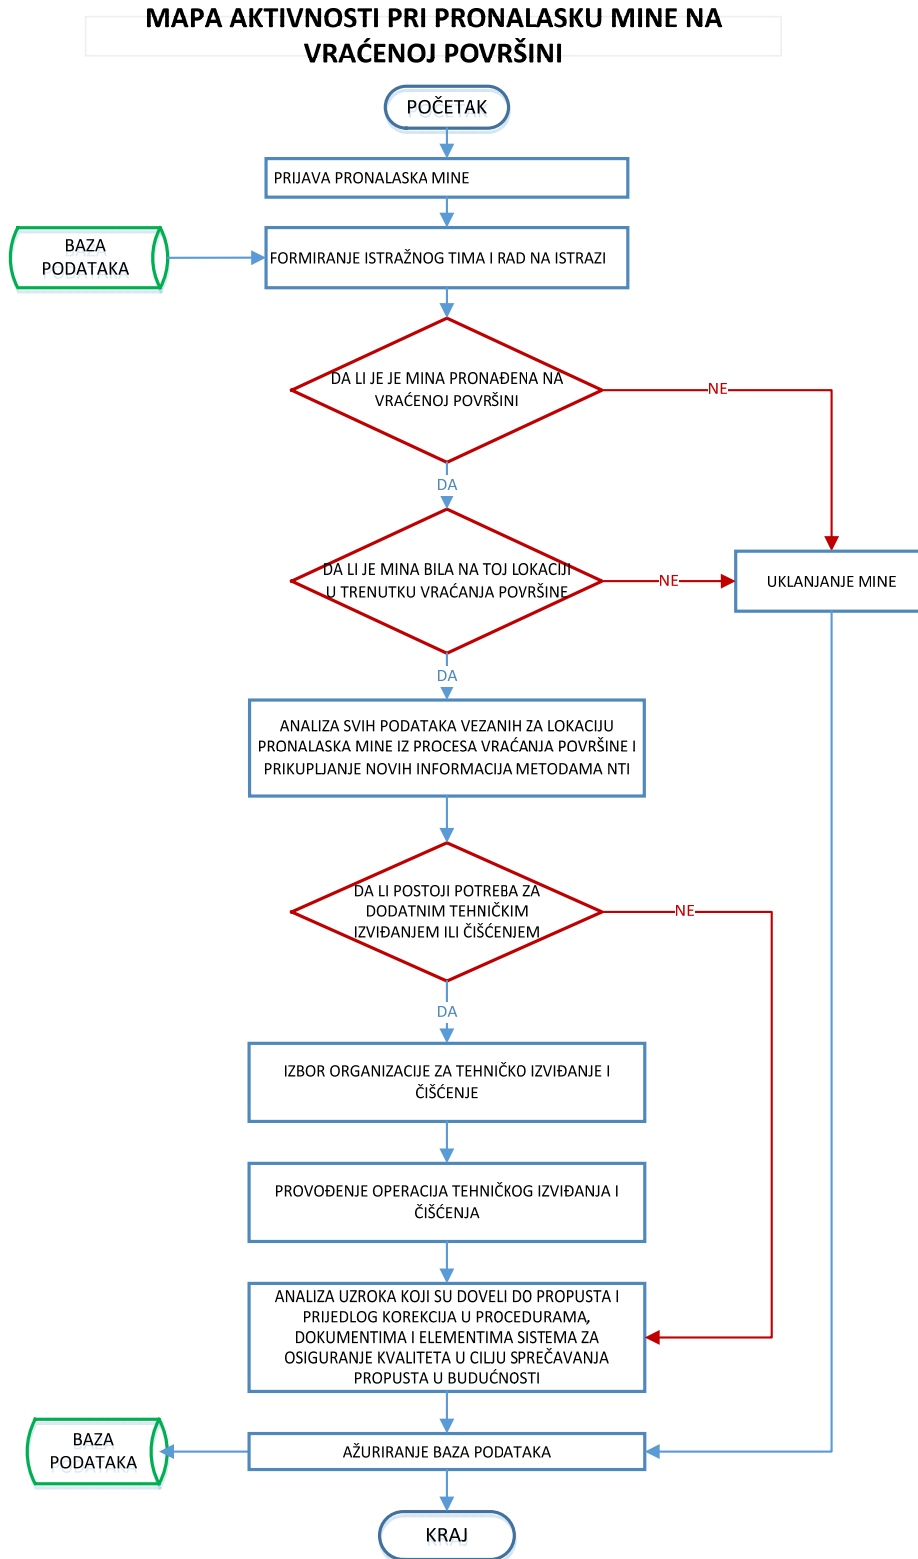 MAPA AKTIVNOSTI PRI PRONALASKU MINE NA
VRAĆENOJ POVRŠINI
POČETAK
PRIJAVA PRONALASKA MINE
BAZA
PODATAKA
FORMIRANJE ISTRAŽNOG TIMA I RAD NA ISTRAZI
DA LI JE JE MINA PRONAĐENA NA
VRAĆENOJ POVRŠINI
NE
DA
DA LI JE MINA BILA NA TOJ LOKACIJI
U TRENUTKU VRAĆANJA POVRŠINE
NE
UKLANJANJE MINE
DA
ANALIZA SVIH PODATAKA VEZANIH ZA LOKACIJU
PRONALASKA MINE IZ PROCESA VRAĆANJA POVRŠINE I
PRIKUPLJANJE NOVIH INFORMACIJA METODAMA NTI
DA LI POSTOJI POTREBA ZA
DODATNIM TEHNIČKIM
IZVIĐANJEM ILI ČIŠĆENJEM
NE
DA
IZBOR ORGANIZACIJE ZA TEHNIČKO IZVIĐANJE I
ČIŠĆENJE
PROVOĐENJE OPERACIJA TEHNIČKOG IZVIĐANJA I
ČIŠĆENJA
ANALIZA UZROKA KOJI SU DOVELI DO PROPUSTA I
PRIJEDLOG KOREKCIJA U PROCEDURAMA,
DOKUMENTIMA I ELEMENTIMA SISTEMA ZA
OSIGURANJE KVALITETA U CILJU SPREČAVANJA
PROPUSTA U BUDUĆNOSTI
BAZA
PODATAKA
AŽURIRANJE BAZA PODATAKA
KRAJ